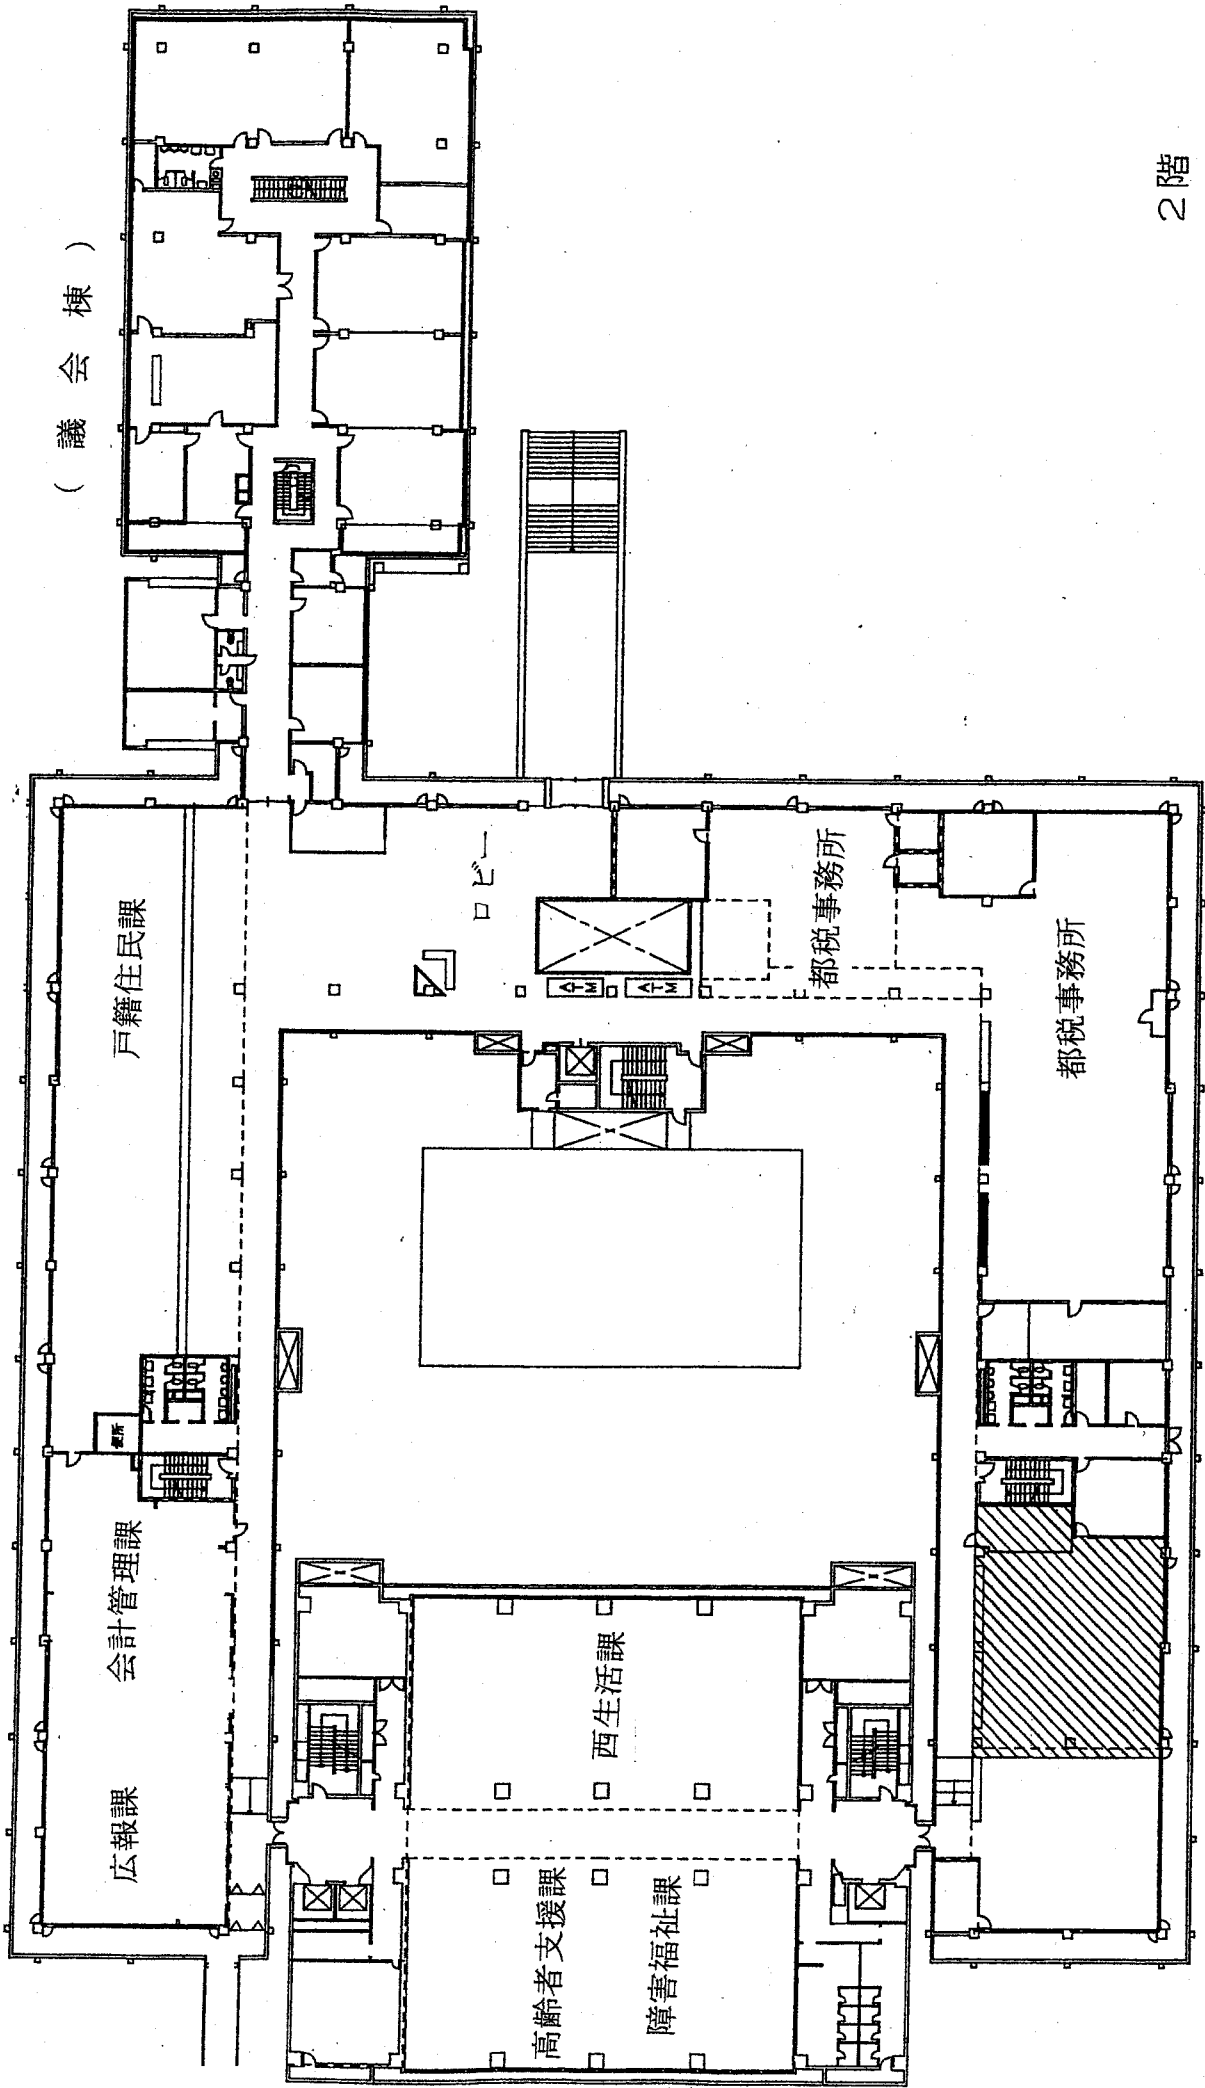 2階
（議会棟）
戸籍住民課
ロビー
都税事務所
都税事務所
ATM
ATM
便所
会計管理課
広報課
西生活課
高齢者支援課
障害福祉課